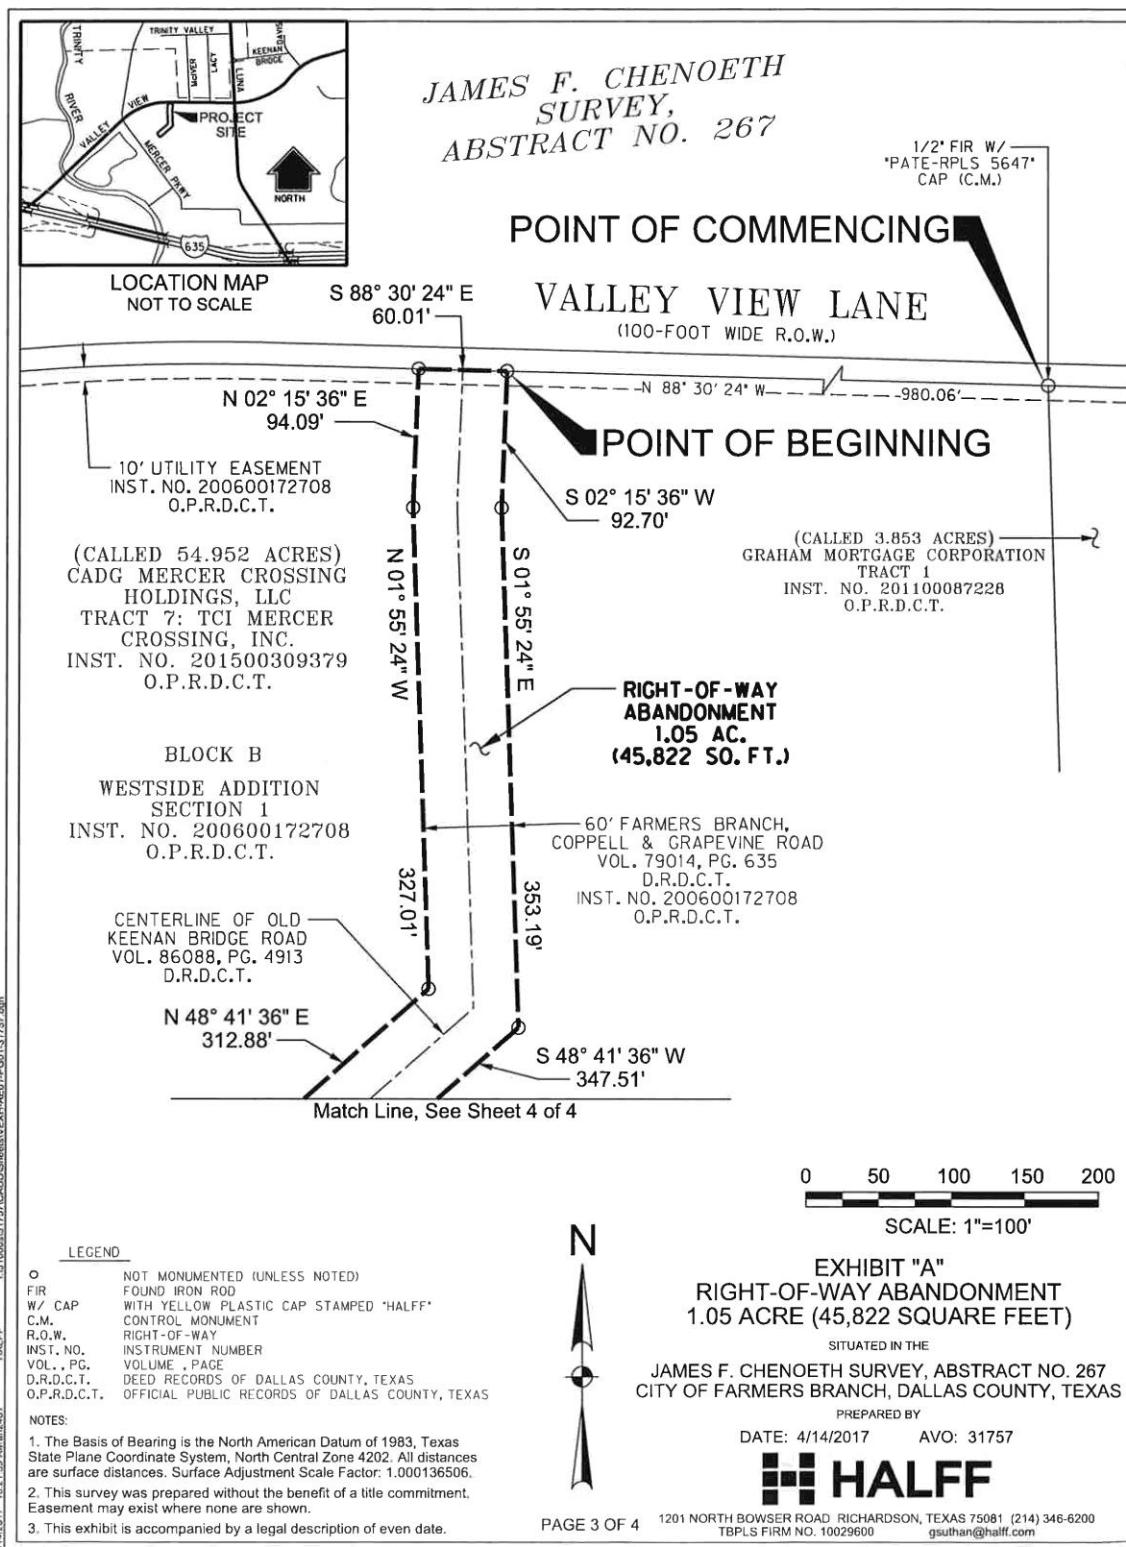 TRINITY VALLEY
TRINITY
RIVER
McIVER
LACY
LUNA
KEENAN
BRIDGE
DAVIS
VALLEY VIEW
PROJECT
SITE
MERCER PKWY
NORTH
635
LOCATION MAP
NOT TO SCALE
JAMES F. CHENOETH
SURVEY,
ABSTRACT NO. 267
1/2" FIR W/
"PATE-RPLS 5647"
CAP (C.M.)
POINT OF COMMENCING
VALLEY VIEW LANE
(100-FOOT WIDE R.O.W.)
S 88° 30' 24" E
60.01'
N 88° 30' 24" W
980.06'
N 02° 15' 36" E
94.09'
POINT OF BEGINNING
10' UTILITY EASEMENT
INST. NO. 200600172708
O.P.R.D.C.T.
S 02° 15' 36" W
92.70'
(CALLED 3.853 ACRES)
GRAHAM MORTGAGE CORPORATION
TRACT 1
INST. NO. 201100087228
O.P.R.D.C.T.
(CALLED 54.952 ACRES)
CADG MERCER CROSSING
HOLDINGS, LLC
TRACT 7: TCI MERCER
CROSSING, INC.
INST. NO. 201500309379
O.P.R.D.C.T.
N 01° 55' 24" W
327.01'
S 01° 55' 24" E
353.19'
RIGHT-OF-WAY
ABANDONMENT
1.05 AC.
(45,822 SQ. FT.)
BLOCK B
WESTSIDE ADDITION
SECTION 1
INST. NO. 200600172708
O.P.R.D.C.T.
60' FARMERS BRANCH,
COPPELL & GRAPEVINE ROAD
VOL. 79014, PG. 635
D.R.D.C.T.
INST. NO. 200600172708
O.P.R.D.C.T.
CENTERLINE OF OLD
KEENAN BRIDGE ROAD
VOL. 86088, PG. 4913
D.R.D.C.T.
N 48° 41' 36" E
312.88'
S 48° 41' 36" W
347.51'
Match Line, See Sheet 4 of 4
0 50 100 150 200
SCALE: 1"=100'
LEGEND
O NOT MONUMENTED (UNLESS NOTED)
FIR FOUND IRON ROD
W/ CAP WITH YELLOW PLASTIC CAP STAMPED "HALFF"
C.M. CONTROL MONUMENT
R.O.W. RIGHT-OF-WAY
INST. NO. INSTRUMENT NUMBER
VOL., PG. VOLUME , PAGE
D.R.D.C.T. DEED RECORDS OF DALLAS COUNTY, TEXAS
O.P.R.D.C.T. OFFICIAL PUBLIC RECORDS OF DALLAS COUNTY, TEXAS
NOTES:
1. The Basis of Bearing is the North American Datum of 1983, Texas
State Plane Coordinate System, North Central Zone 4202. All distances
are surface distances. Surface Adjustment Scale Factor: 1.000136506.
2. This survey was prepared without the benefit of a title commitment.
Easement may exist where none are shown.
3. This exhibit is accompanied by a legal description of even date.
N
PAGE 3 OF 4
EXHIBIT "A"
RIGHT-OF-WAY ABANDONMENT
1.05 ACRE (45,822 SQUARE FEET)
SITUATED IN THE
JAMES F. CHENOETH SURVEY, ABSTRACT NO. 267
CITY OF FARMERS BRANCH, DALLAS COUNTY, TEXAS
PREPARED BY
DATE: 4/14/2017 AVO: 31757
HALFF
1201 NORTH BOWSER ROAD RICHARDSON, TEXAS 75081 (214) 346-6200
TBPLS FIRM NO. 10029600 gsuthan@halff.com